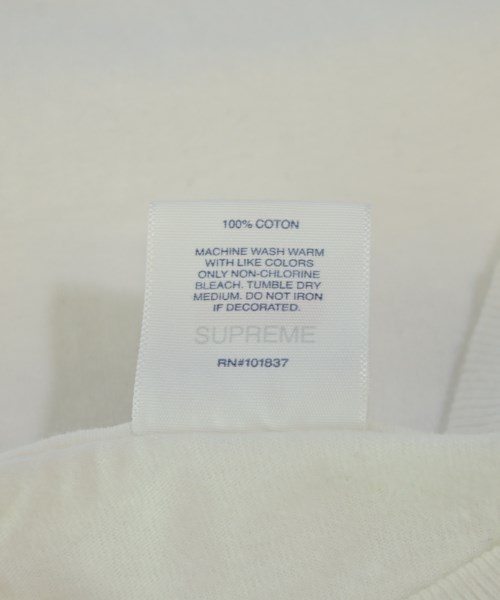 100% COTON
MACHINE WASH WARM
WITH LIKE COLORS
ONLY NON-CHLORINE
BLEACH. TUMBLE DRY
MEDIUM. DO NOT IRON
IF DECORATED.
SUPREME
RN#101837